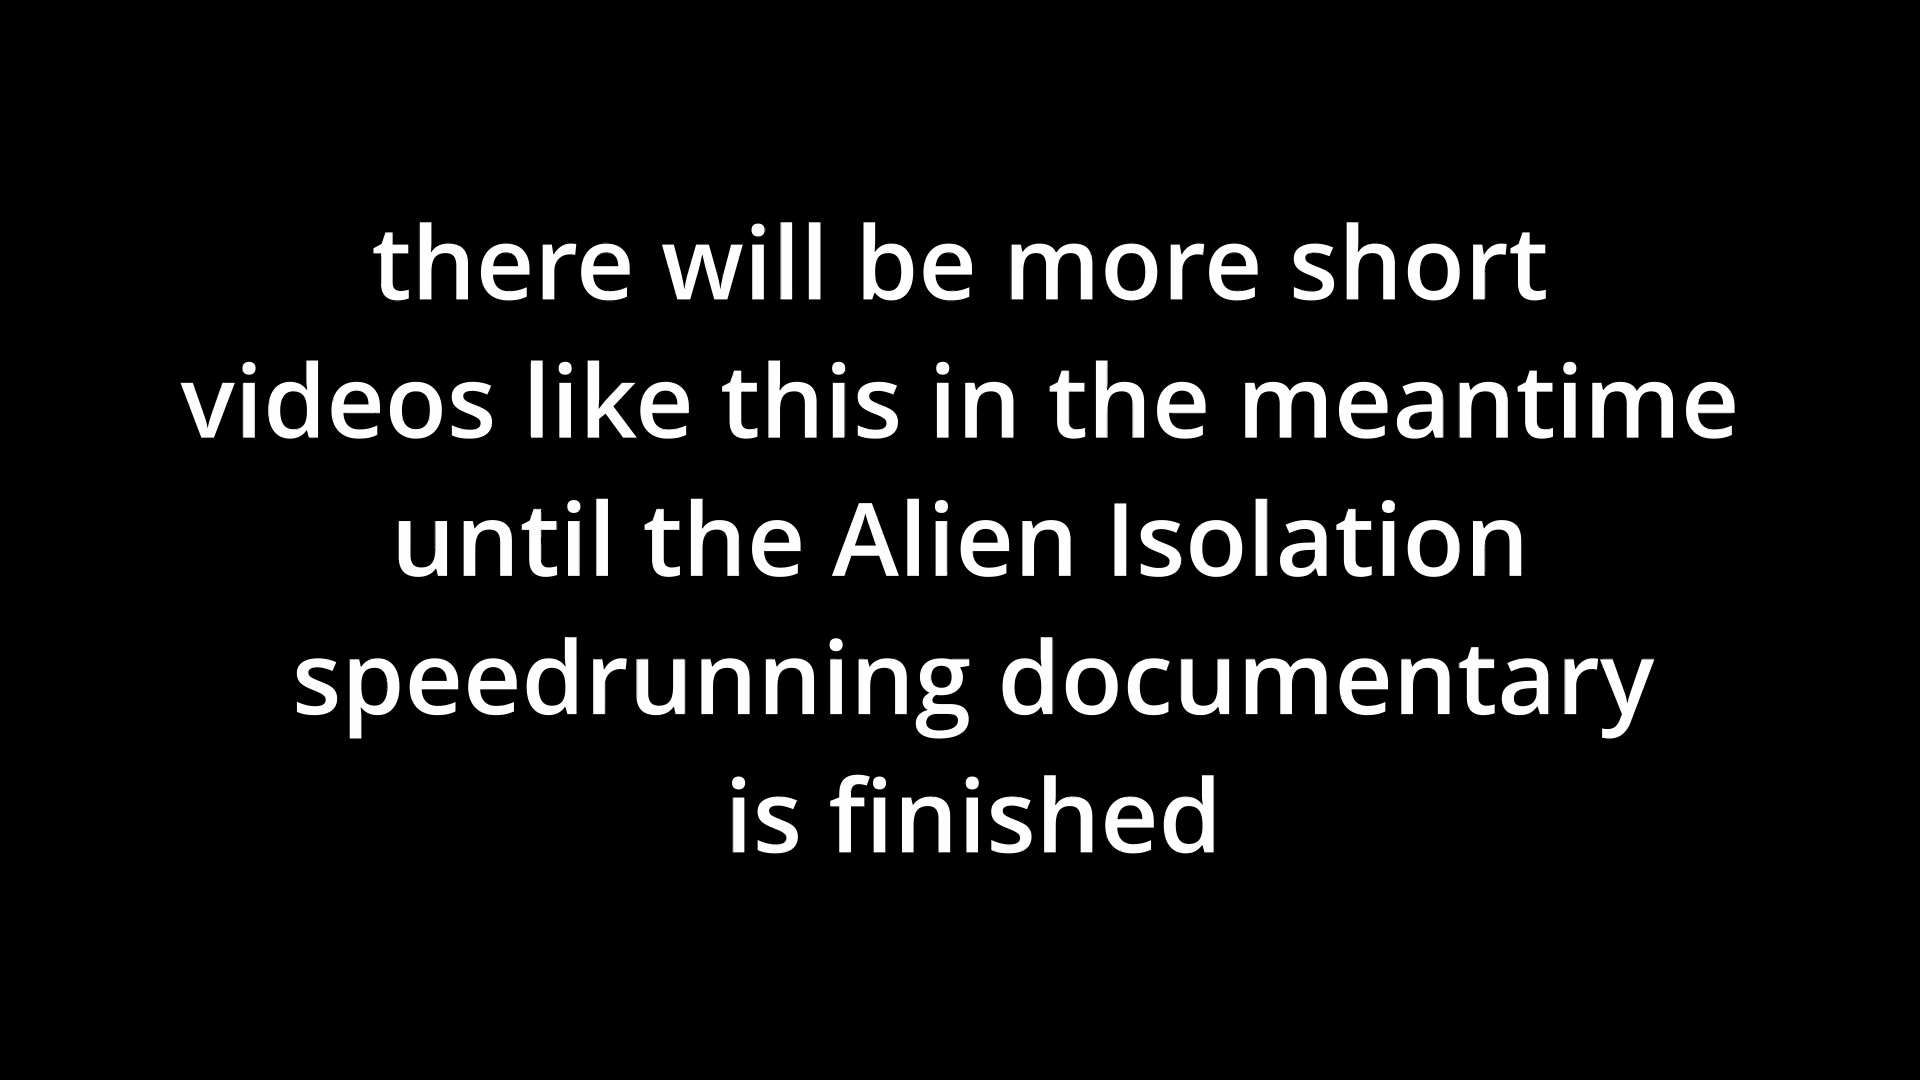 there will be more short
videos like this in the meantime
until the Alien Isolation
speedrunning documentary
is finished